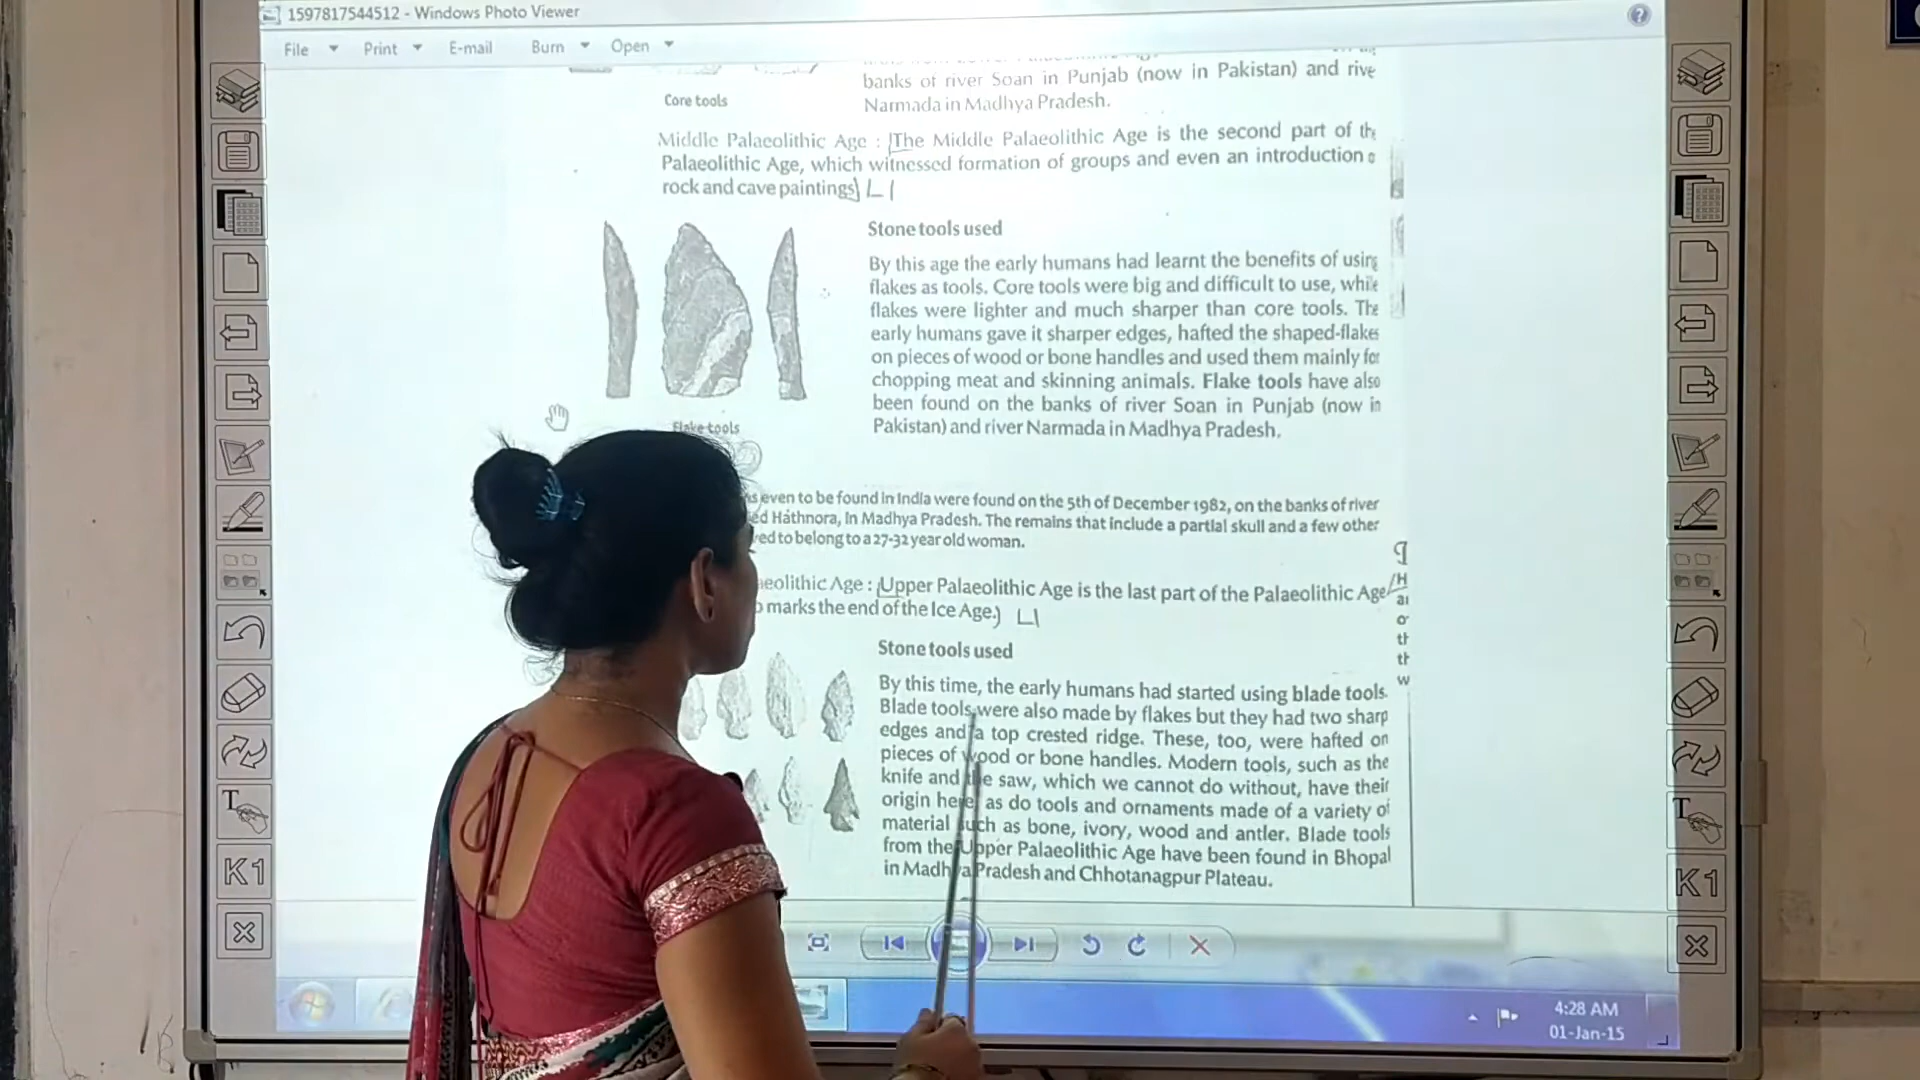 1597817544512 - Windows Photo Viewer
File Print E-mail Burn Open
banks of river Soan in Punjab (now in Pakistan) and rive
Narmada in Madhya Pradesh.
Core tools
Middle Palaeolithic Age : The Middle Palaeolithic Age is the second part of th
Palaeolithic Age, which witnessed formation of groups and even an introduction o
rock and cave paintings
Stone tools used
By this age the early humans had learnt the benefits of using
flakes as tools. Core tools were big and difficult to use, while
flakes were lighter and much sharper than core tools. The
early humans gave it sharper edges, hafted the shaped-flakes
on pieces of wood or bone handles and used them mainly for
chopping meat and skinning animals. Flake tools have also
been found on the banks of river Soan in Punjab (now in
Pakistan) and river Narmada in Madhya Pradesh.
Flake tools
s even to be found in India were found on the 5th of December 1982, on the banks of river
ed Hathnora, in Madhya Pradesh. The remains that include a partial skull and a few other
ved to belong to a 27-32 year old woman.
aeolithic Age : (Upper Palaeolithic Age is the last part of the Palaeolithic Age
o marks the end of the Ice Age.)
Stone tools used
By this time, the early humans had started using blade tools.
Blade tools were also made by flakes but they had two sharp
edges and a top crested ridge. These, too, were hafted on
pieces of wood or bone handles. Modern tools, such as the
knife and the saw, which we cannot do without, have their
origin here, as do tools and ornaments made of a variety of
material such as bone, ivory, wood and antler. Blade tools
from the Upper Palaeolithic Age have been found in Bhopal
in Madhya Pradesh and Chhotanagpur Plateau.
H
ai
o
th
th
w
T
K1
T
K1
4:28 AM
01-Jan-15